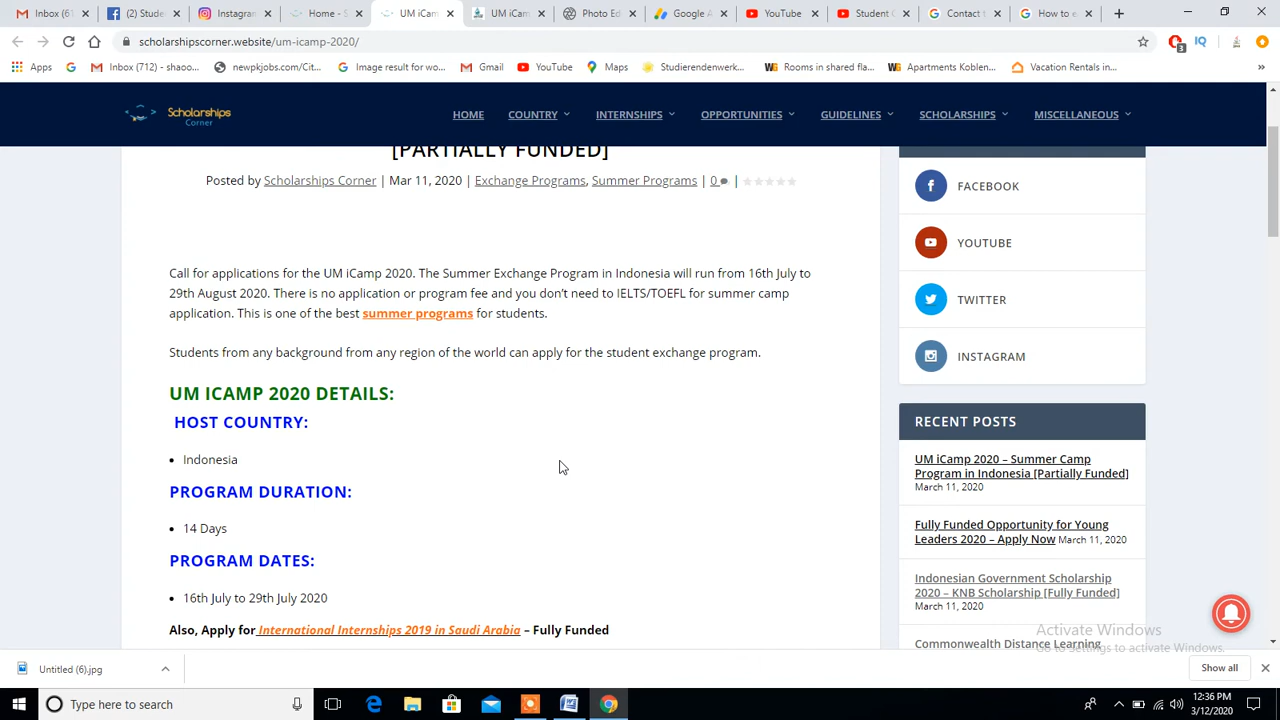 Inbox (61
(2) Stude
Instagram
Home - S
UM iCam
UM iCam
Photo Ed
Google A
YouTube
Student C
Contact t
How to e
scholarshipscorner.website/um-icamp-2020/
3
Apps
Inbox (712) - shaoo...
newpkjobs.com/Cit...
Image result for wo...
Gmail
YouTube
Maps
Studierendenwerk...
Rooms in shared fla...
Apartments Koblen...
Vacation Rentals in...
»
Scholarships
Corner
HOME
COUNTRY
INTERNSHIPS
OPPORTUNITIES
GUIDELINES
SCHOLARSHIPS
MISCELLANEOUS
[PARTIALLY FUNDED]
Posted by Scholarships Corner | Mar 11, 2020 | Exchange Programs, Summer Programs | 0 |
Call for applications for the UM iCamp 2020. The Summer Exchange Program in Indonesia will run from 16th July to
29th August 2020. There is no application or program fee and you don't need to IELTS/TOEFL for summer camp
application. This is one of the best summer programs for students.
Students from any background from any region of the world can apply for the student exchange program.
UM ICAMP 2020 DETAILS:
HOST COUNTRY:
• Indonesia
PROGRAM DURATION:
• 14 Days
PROGRAM DATES:
• 16th July to 29th July 2020
Also, Apply for International Internships 2019 in Saudi Arabia – Fully Funded
FACEBOOK
YOUTUBE
TWITTER
INSTAGRAM
RECENT POSTS
UM iCamp 2020 – Summer Camp
Program in Indonesia [Partially Funded]
March 11, 2020
Fully Funded Opportunity for Young
Leaders 2020 – Apply Now March 11, 2020
Indonesian Government Scholarship
2020 – KNB Scholarship [Fully Funded]
March 11, 2020
Commonwealth Distance Learning
Activate Windows
Go to Settings to activate Windows.
Untitled (6).jpg
Show all
Type here to search
12:36 PM
3/12/2020